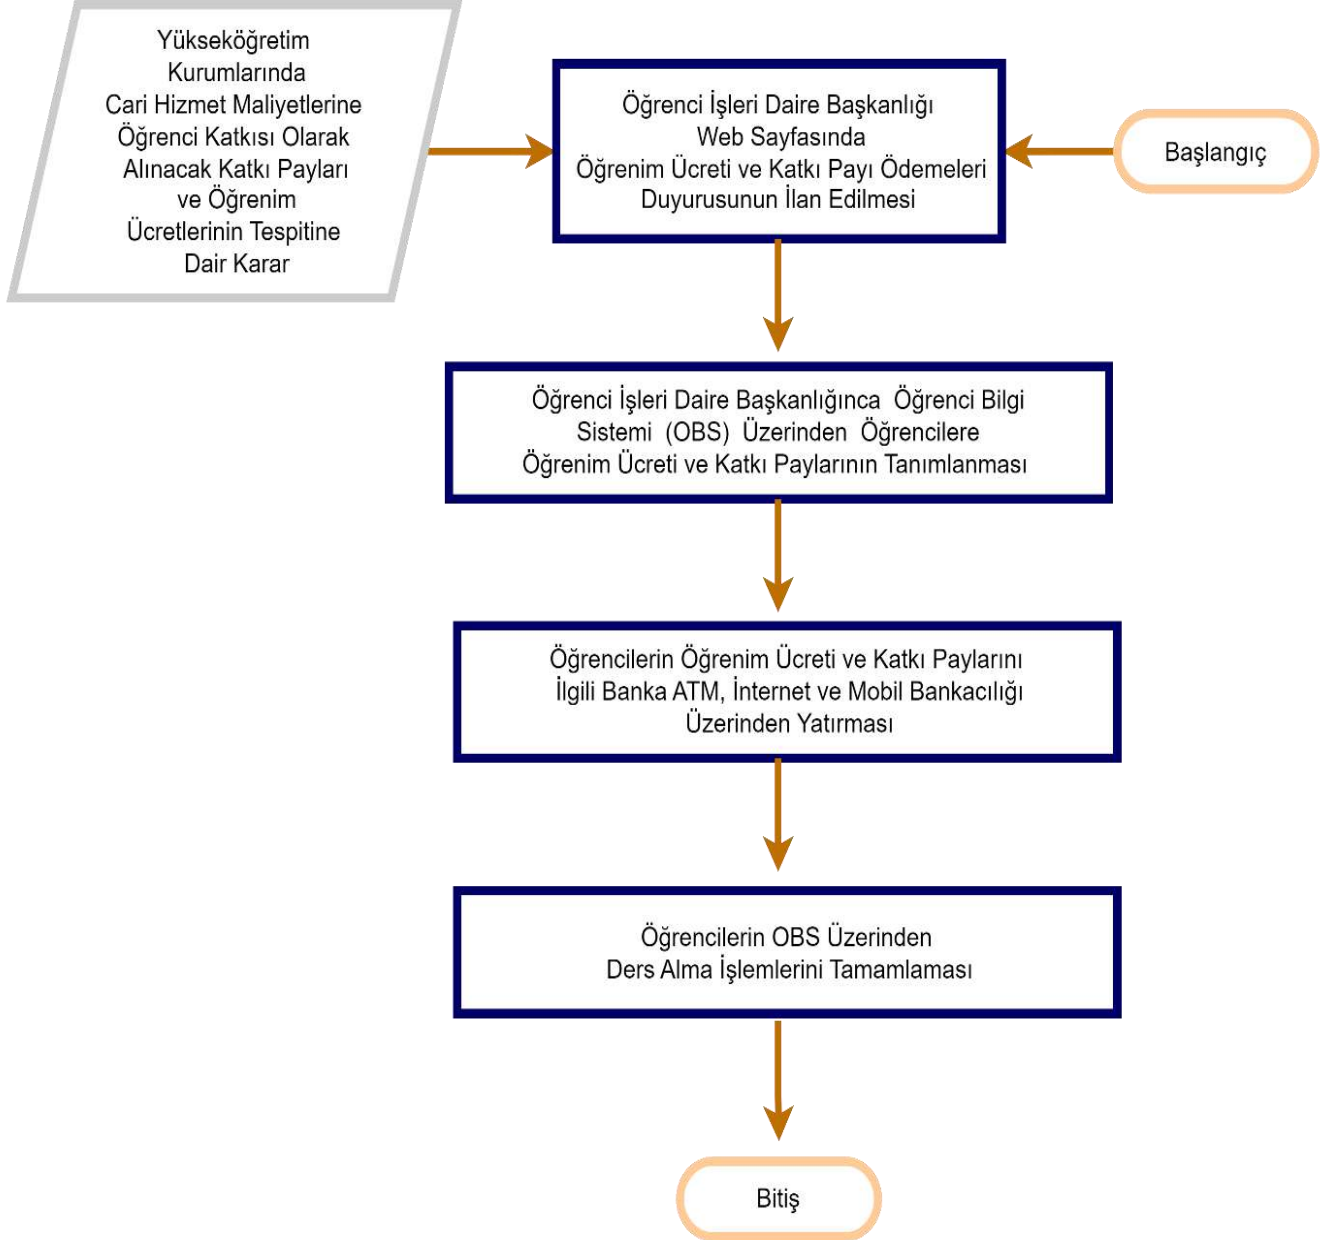 Yükseköğretim
Kurumlarında
Cari Hizmet Maliyetlerine
Öğrenci Katkısı Olarak
Alınacak Katkı Payları
ve Öğrenim
Ücretlerinin Tespitine
Dair Karar
Öğrenci İşleri Daire Başkanlığı
Web Sayfasında
Öğrenim Ücreti ve Katkı Payı Ödemeleri
Duyurusunun İlan Edilmesi
Başlangıç
Öğrenci İşleri Daire Başkanlığınca Öğrenci Bilgi
Sistemi (OBS) Üzerinden Öğrencilere
Öğrenim Ücreti ve Katkı Paylarının Tanımlanması
Öğrencilerin Öğrenim Ücreti ve Katkı Paylarını
İlgili Banka ATM, İnternet ve Mobil Bankacılığı
Üzerinden Yatırması
Öğrencilerin OBS Üzerinden
Ders Alma İşlemlerini Tamamlaması
Bitiş